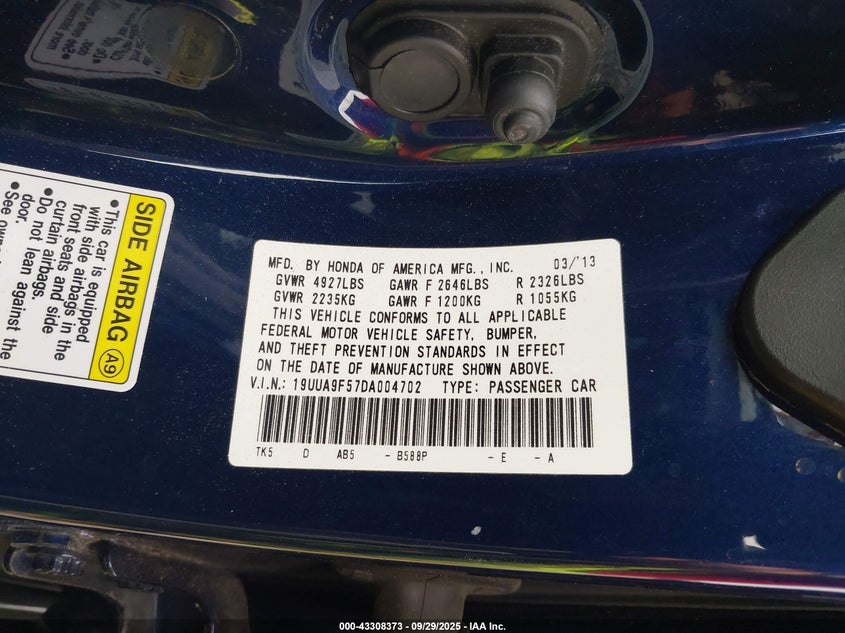 MFD. BY HONDA OF AMERICA MFG., INC. 03/'13
GVWR 4927LBS GAWR F 2646LBS R 2326LBS
GVWR 2235KG GAWR F 1200KG R 1055KG
THIS VEHICLE CONFORMS TO ALL APPLICABLE
FEDERAL MOTOR VEHICLE SAFETY, BUMPER,
AND THEFT PREVENTION STANDARDS IN EFFECT
ON THE DATE OF MANUFACTURE SHOWN ABOVE.
V.I.N.: 19UUA9F57DA004702 TYPE: PASSENGER CAR
TK5 D AB5 - B588P - E - A
SIDE AIRBAG A9
•This car is equipped
with side airbags in the
front seats and side
curtain airbags.
•Do not lean against the
door.
•See
000-43308373 - 09/29/2025 - IAA Inc.